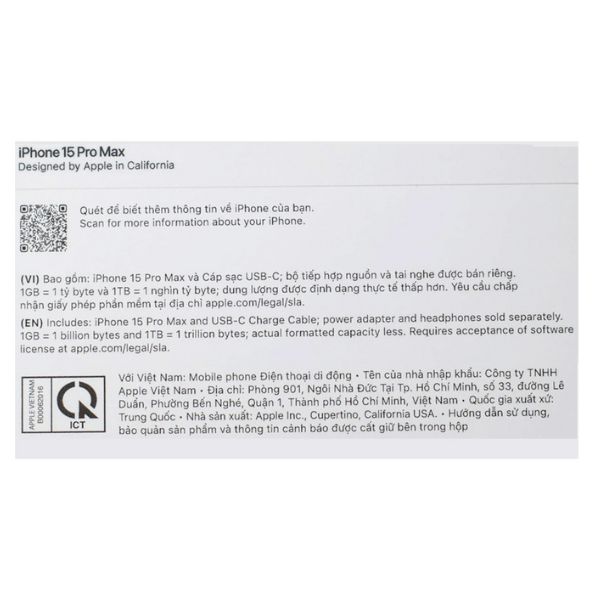 iPhone 15 Pro Max
Designed by Apple in California
Quét để biết thêm thông tin về iPhone của bạn.
Scan for more information about your iPhone.
(VI) Bao gồm: iPhone 15 Pro Max và Cáp sạc USB-C; bộ tiếp hợp nguồn và tai nghe được bán riêng.
1GB = 1 tỷ byte và 1TB = 1 nghìn tỷ byte; dung lượng được định dạng thực tế thấp hơn. Yêu cầu chấp
nhận giấy phép phần mềm tại địa chỉ apple.com/legal/sla.
(EN) Includes: iPhone 15 Pro Max and USB-C Charge Cable; power adapter and headphones sold separately.
1GB = 1 billion bytes and 1TB = 1 trillion bytes; actual formatted capacity less. Requires acceptance of software
license at apple.com/legal/sla.
APPLEVIETNAM
B00062916
ICT
Với Việt Nam: Mobile phone Điện thoại di động • Tên của nhà nhập khẩu: Công ty TNHH
Apple Việt Nam • Địa chỉ: Phòng 901, Ngôi Nhà Đức Tại Tp. Hồ Chí Minh, số 33, đường Lê
Duẩn, Phường Bến Nghé, Quận 1, Thành phố Hồ Chí Minh, Việt Nam • Quốc gia xuất xứ:
Trung Quốc • Nhà sản xuất: Apple Inc., Cupertino, California USA. • Hướng dẫn sử dụng,
bảo quản sản phẩm và thông tin cảnh báo được cất giữ bên trong hộp